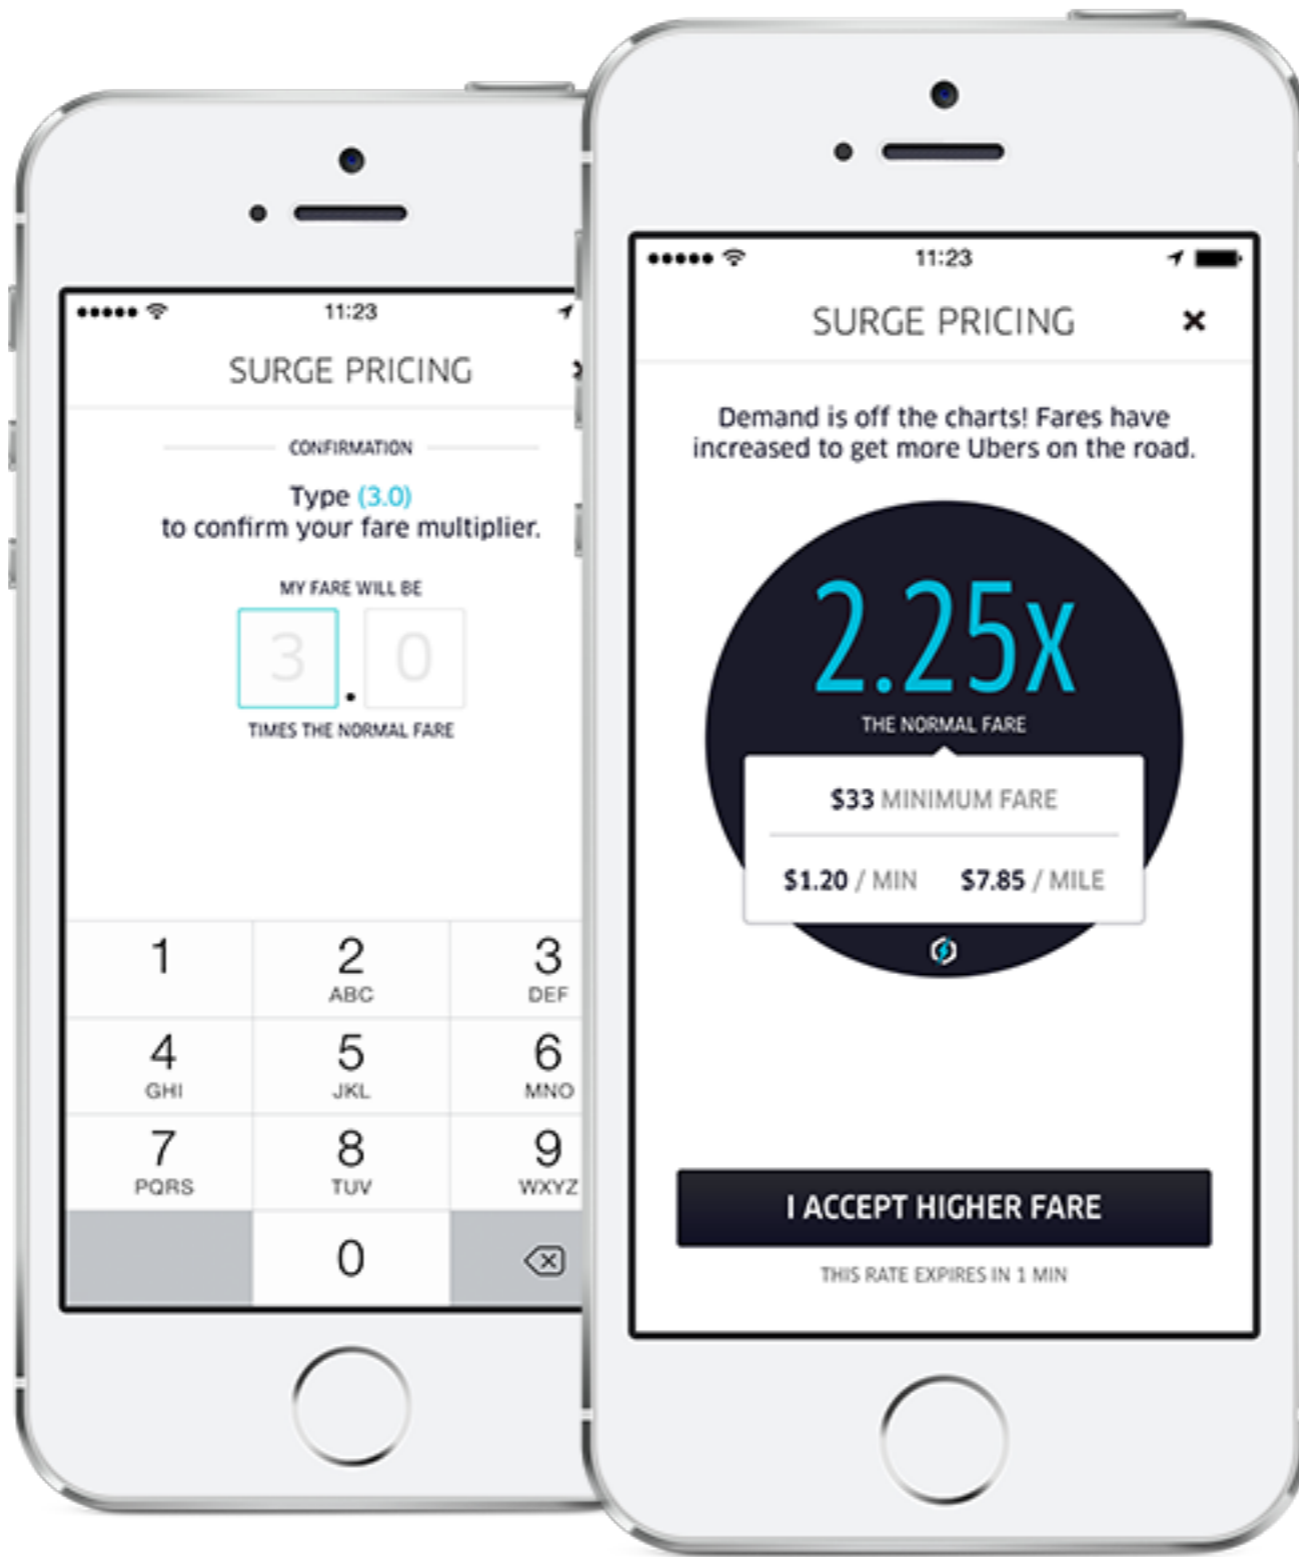 11:23
SURGE PRICING
CONFIRMATION
Type (3.0)
to confirm your fare multiplier.
MY FARE WILL BE
3.0
TIMES THE NORMAL FARE
1
2
ABC
3
DEF
4
GHI
5
JKL
6
MNO
7
PQRS
8
TUV
9
WXYZ
0
11:23
SURGE PRICING
Demand is off the charts! Fares have
increased to get more Ubers on the road.
2.25x
THE NORMAL FARE
$33 MINIMUM FARE
$1.20 / MIN $7.85 / MILE
I ACCEPT HIGHER FARE
THIS RATE EXPIRES IN 1 MIN